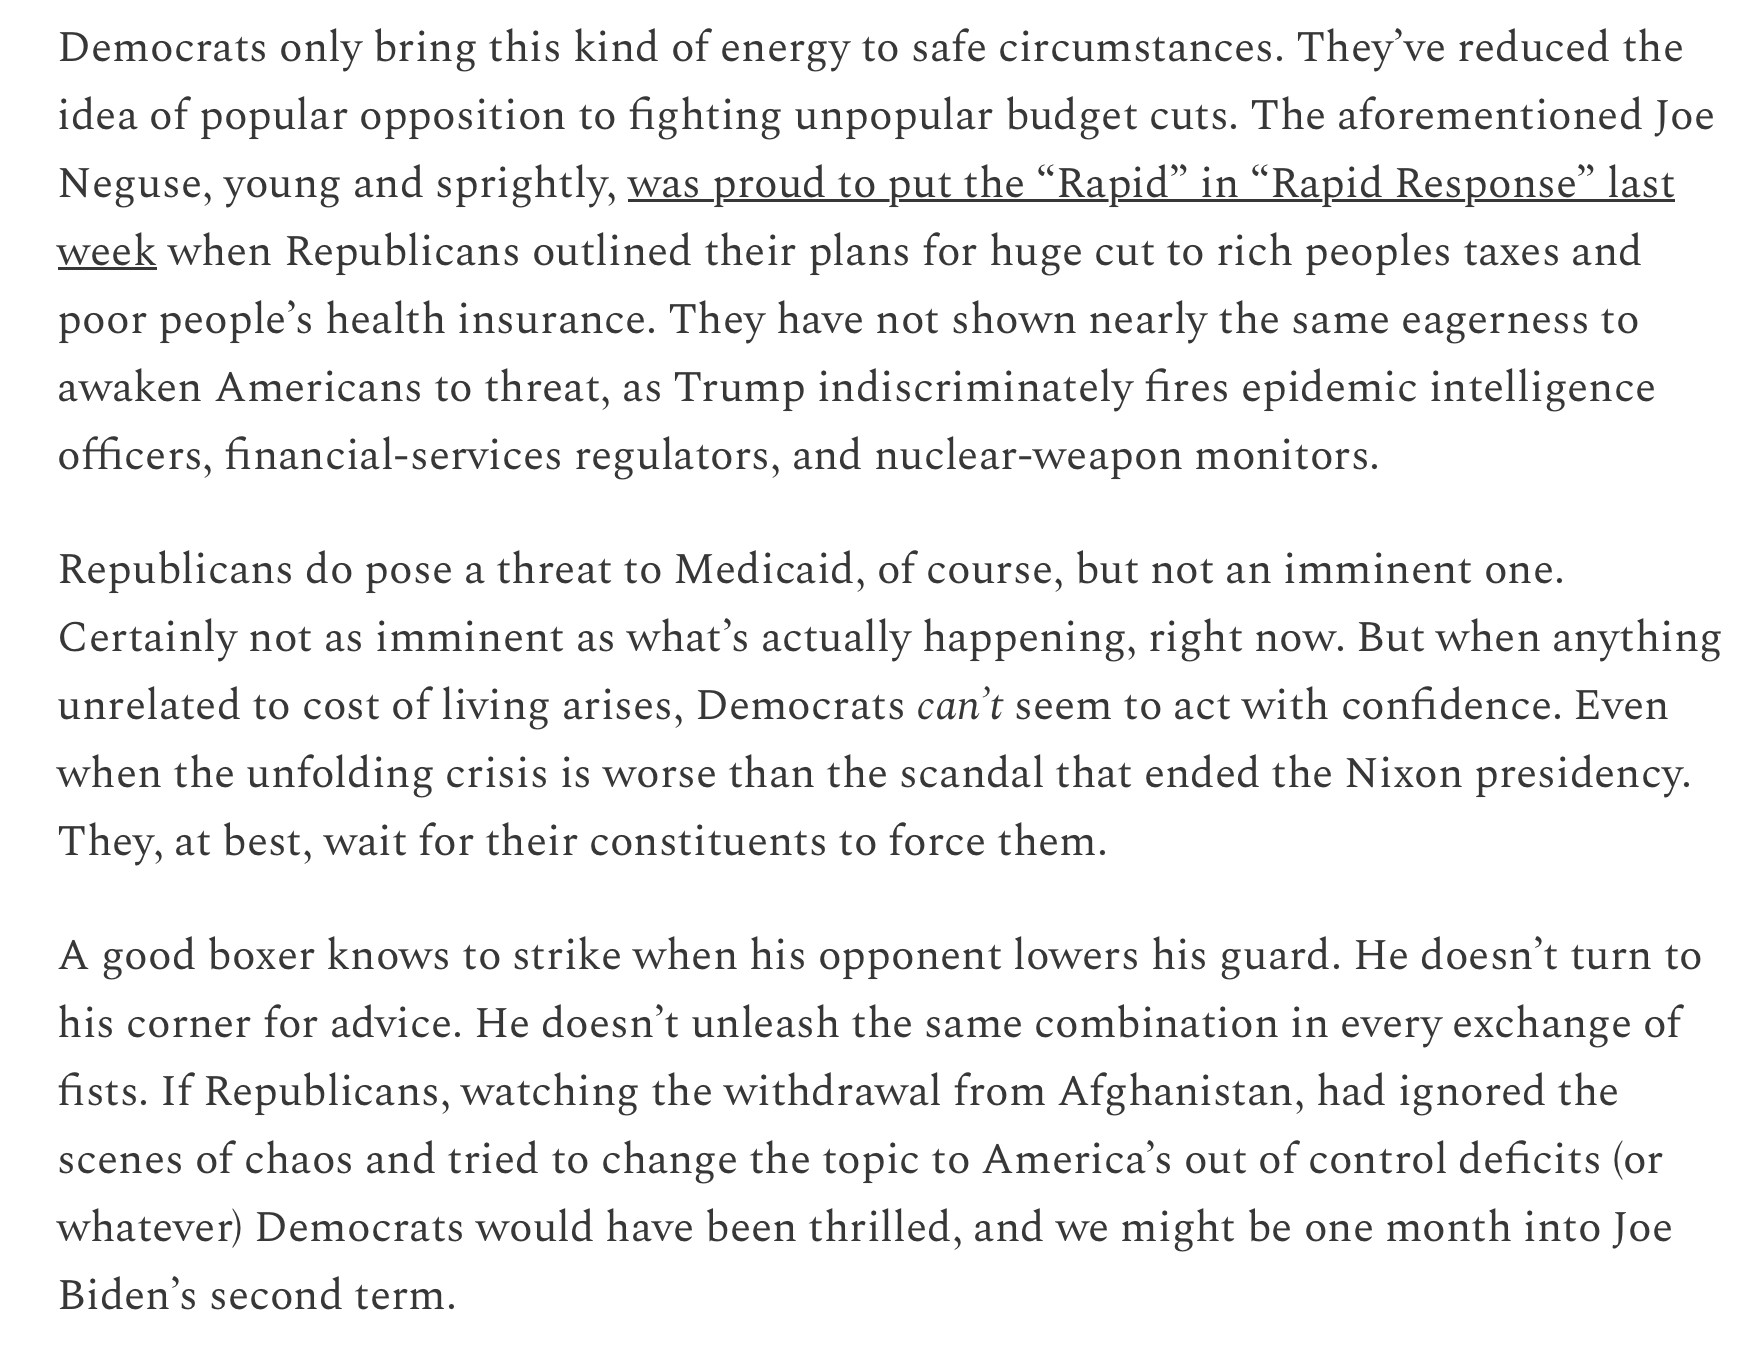 Democrats only bring this kind of energy to safe circumstances. They’ve reduced the
idea of popular opposition to fighting unpopular budget cuts. The aforementioned Joe
Neguse, young and sprightly, was proud to put the “Rapid” in “Rapid Response” last
week when Republicans outlined their plans for huge cut to rich peoples taxes and
poor people’s health insurance. They have not shown nearly the same eagerness to
awaken Americans to threat, as Trump indiscriminately fires epidemic intelligence
officers, financial-services regulators, and nuclear-weapon monitors.
Republicans do pose a threat to Medicaid, of course, but not an imminent one.
Certainly not as imminent as what’s actually happening, right now. But when anything
unrelated to cost of living arises, Democrats can’t seem to act with confidence. Even
when the unfolding crisis is worse than the scandal that ended the Nixon presidency.
They, at best, wait for their constituents to force them.
A good boxer knows to strike when his opponent lowers his guard. He doesn’t turn to
his corner for advice. He doesn’t unleash the same combination in every exchange of
fists. If Republicans, watching the withdrawal from Afghanistan, had ignored the
scenes of chaos and tried to change the topic to America’s out of control deficits (or
whatever) Democrats would have been thrilled, and we might be one month into Joe
Biden’s second term.